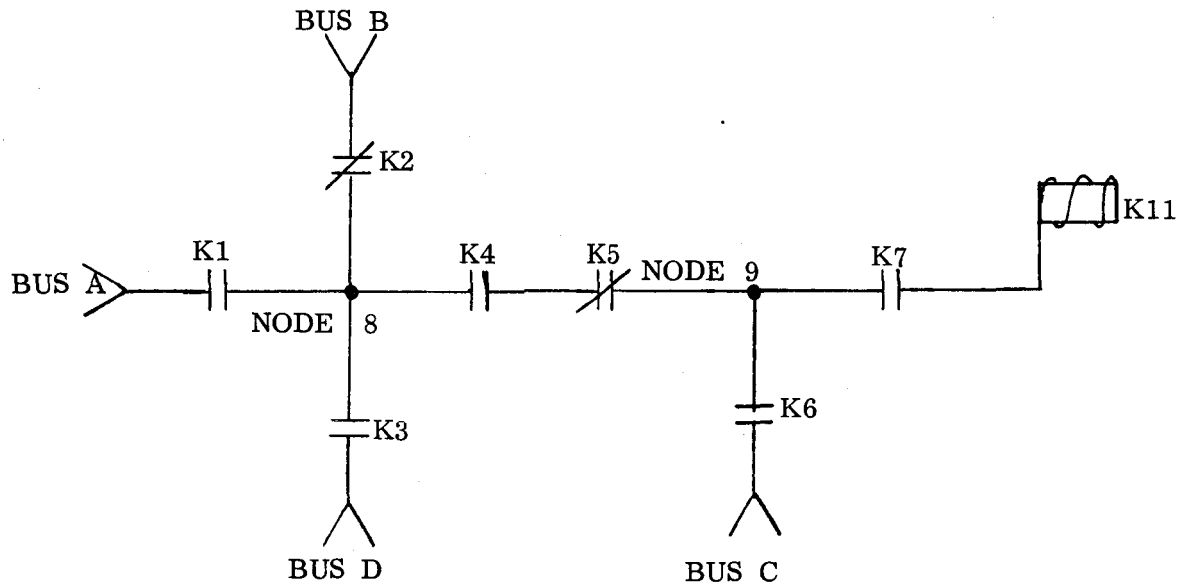 BUS B
K2
K11
K1
K4
K5
NODE 9
K7
BUS A
NODE 8
K6
K3
BUS D
BUS C